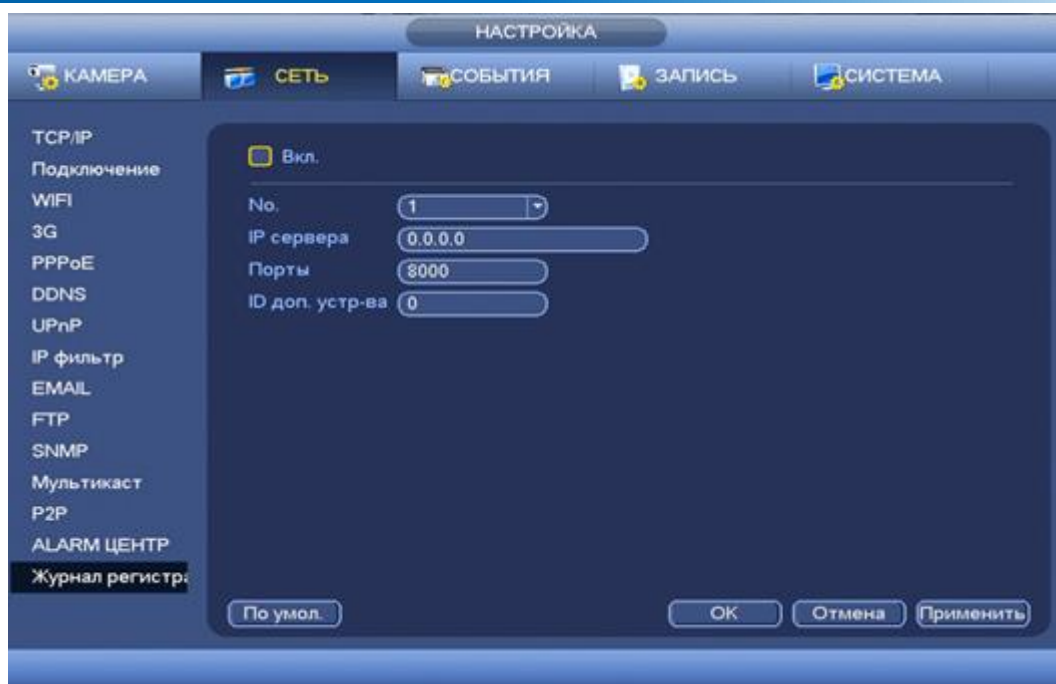 НАСТРОЙКА
КАМЕРА СЕТЬ СОБЫТИЯ ЗАПИСЬ СИСТЕМА
TCP/IP
Подключение
WIFI
3G
PPPoE
DDNS
UPnP
IP фильтр
EMAIL
FTP
SNMP
Мультикаст
P2P
ALARM ЦЕНТР
Журнал регистра
Вкл.
No. 1
IP сервера 0.0.0.0
Порты 8000
ID доп. устр-ва 0
По умол. OK Отмена Применить